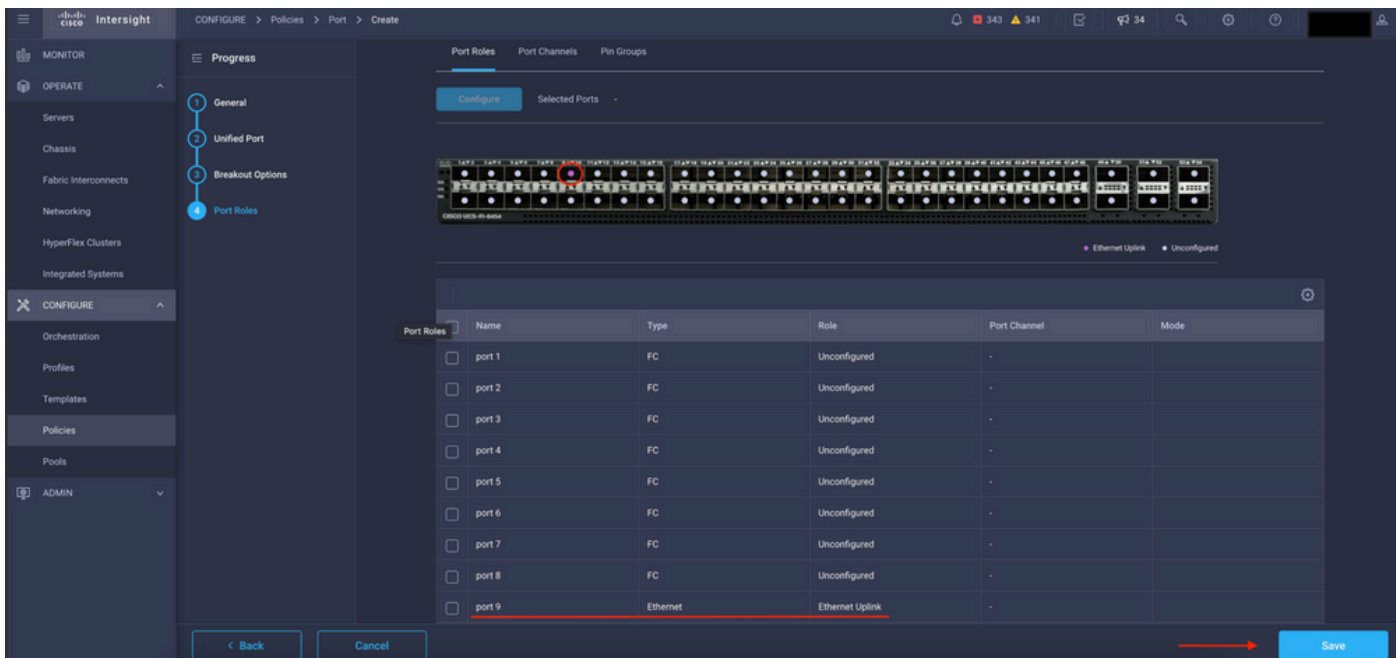 cisco Intersight
CONFIGURE > Policies > Port > Create
343 341
34
MONITOR
OPERATE
Servers
Chassis
Fabric Interconnects
Networking
HyperFlex Clusters
Integrated Systems
CONFIGURE
Orchestration
Profiles
Templates
Policies
Pools
ADMIN
Progress
1 General
2 Unified Port
3 Breakout Options
4 Port Roles
Port Roles Port Channels Pin Groups
Configure Selected Ports -
CISCO UCS-FI-6454
Ethernet Uplink Unconfigured
Port Roles
Name Type Role Port Channel Mode
port 1 FC Unconfigured -
port 2 FC Unconfigured -
port 3 FC Unconfigured -
port 4 FC Unconfigured -
port 5 FC Unconfigured -
port 6 FC Unconfigured -
port 7 FC Unconfigured -
port 8 FC Unconfigured -
port 9 Ethernet Ethernet Uplink -
< Back Cancel Save